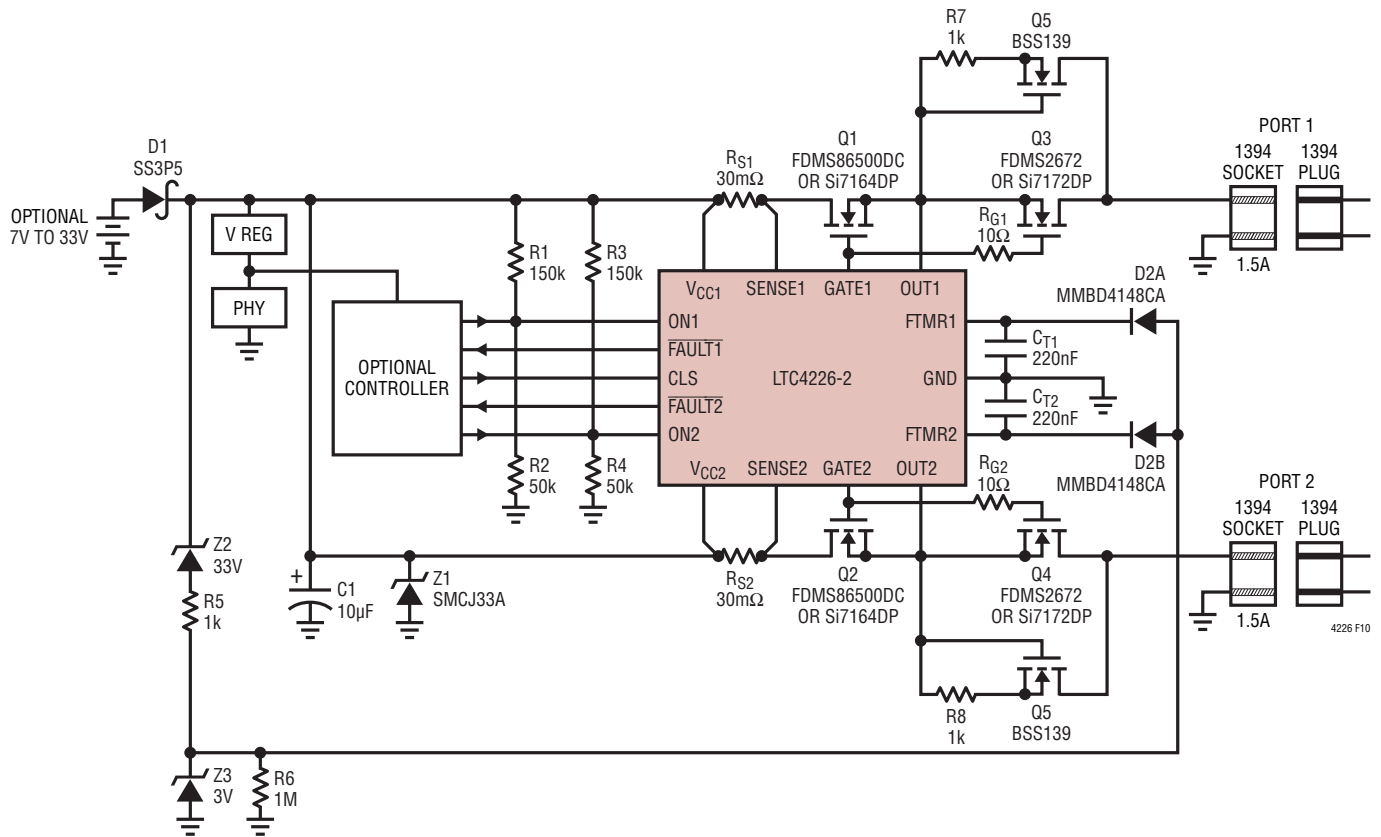 R7
1k
Q5
BSS139
D1
SS3P5
OPTIONAL
7V TO 33V
V REG
PHY
OPTIONAL
CONTROLLER
R1
150k
R3
150k
R2
50k
R4
50k
RS1
30mΩ
Q1
FDMS86500DC
OR Si7164DP
Q3
FDMS2672
OR Si7172DP
RG1
10Ω
PORT 1
1394
SOCKET
1394
PLUG
1.5A
VCC1
SENSE1
GATE1
OUT1
ON1
FAULT1
CLS
FAULT2
ON2
LTC4226-2
FTMR1
GND
FTMR2
VCC2
SENSE2
GATE2
OUT2
CT1
220nF
CT2
220nF
D2A
MMBD4148CA
D2B
MMBD4148CA
RG2
10Ω
PORT 2
1394
SOCKET
1394
PLUG
1.5A
Z2
33V
R5
1k
+
C1
10µF
Z1
SMCJ33A
RS2
30mΩ
Q2
FDMS86500DC
OR Si7164DP
Q4
FDMS2672
OR Si7172DP
R8
1k
Q5
BSS139
Z3
3V
R6
1M
4226 F10